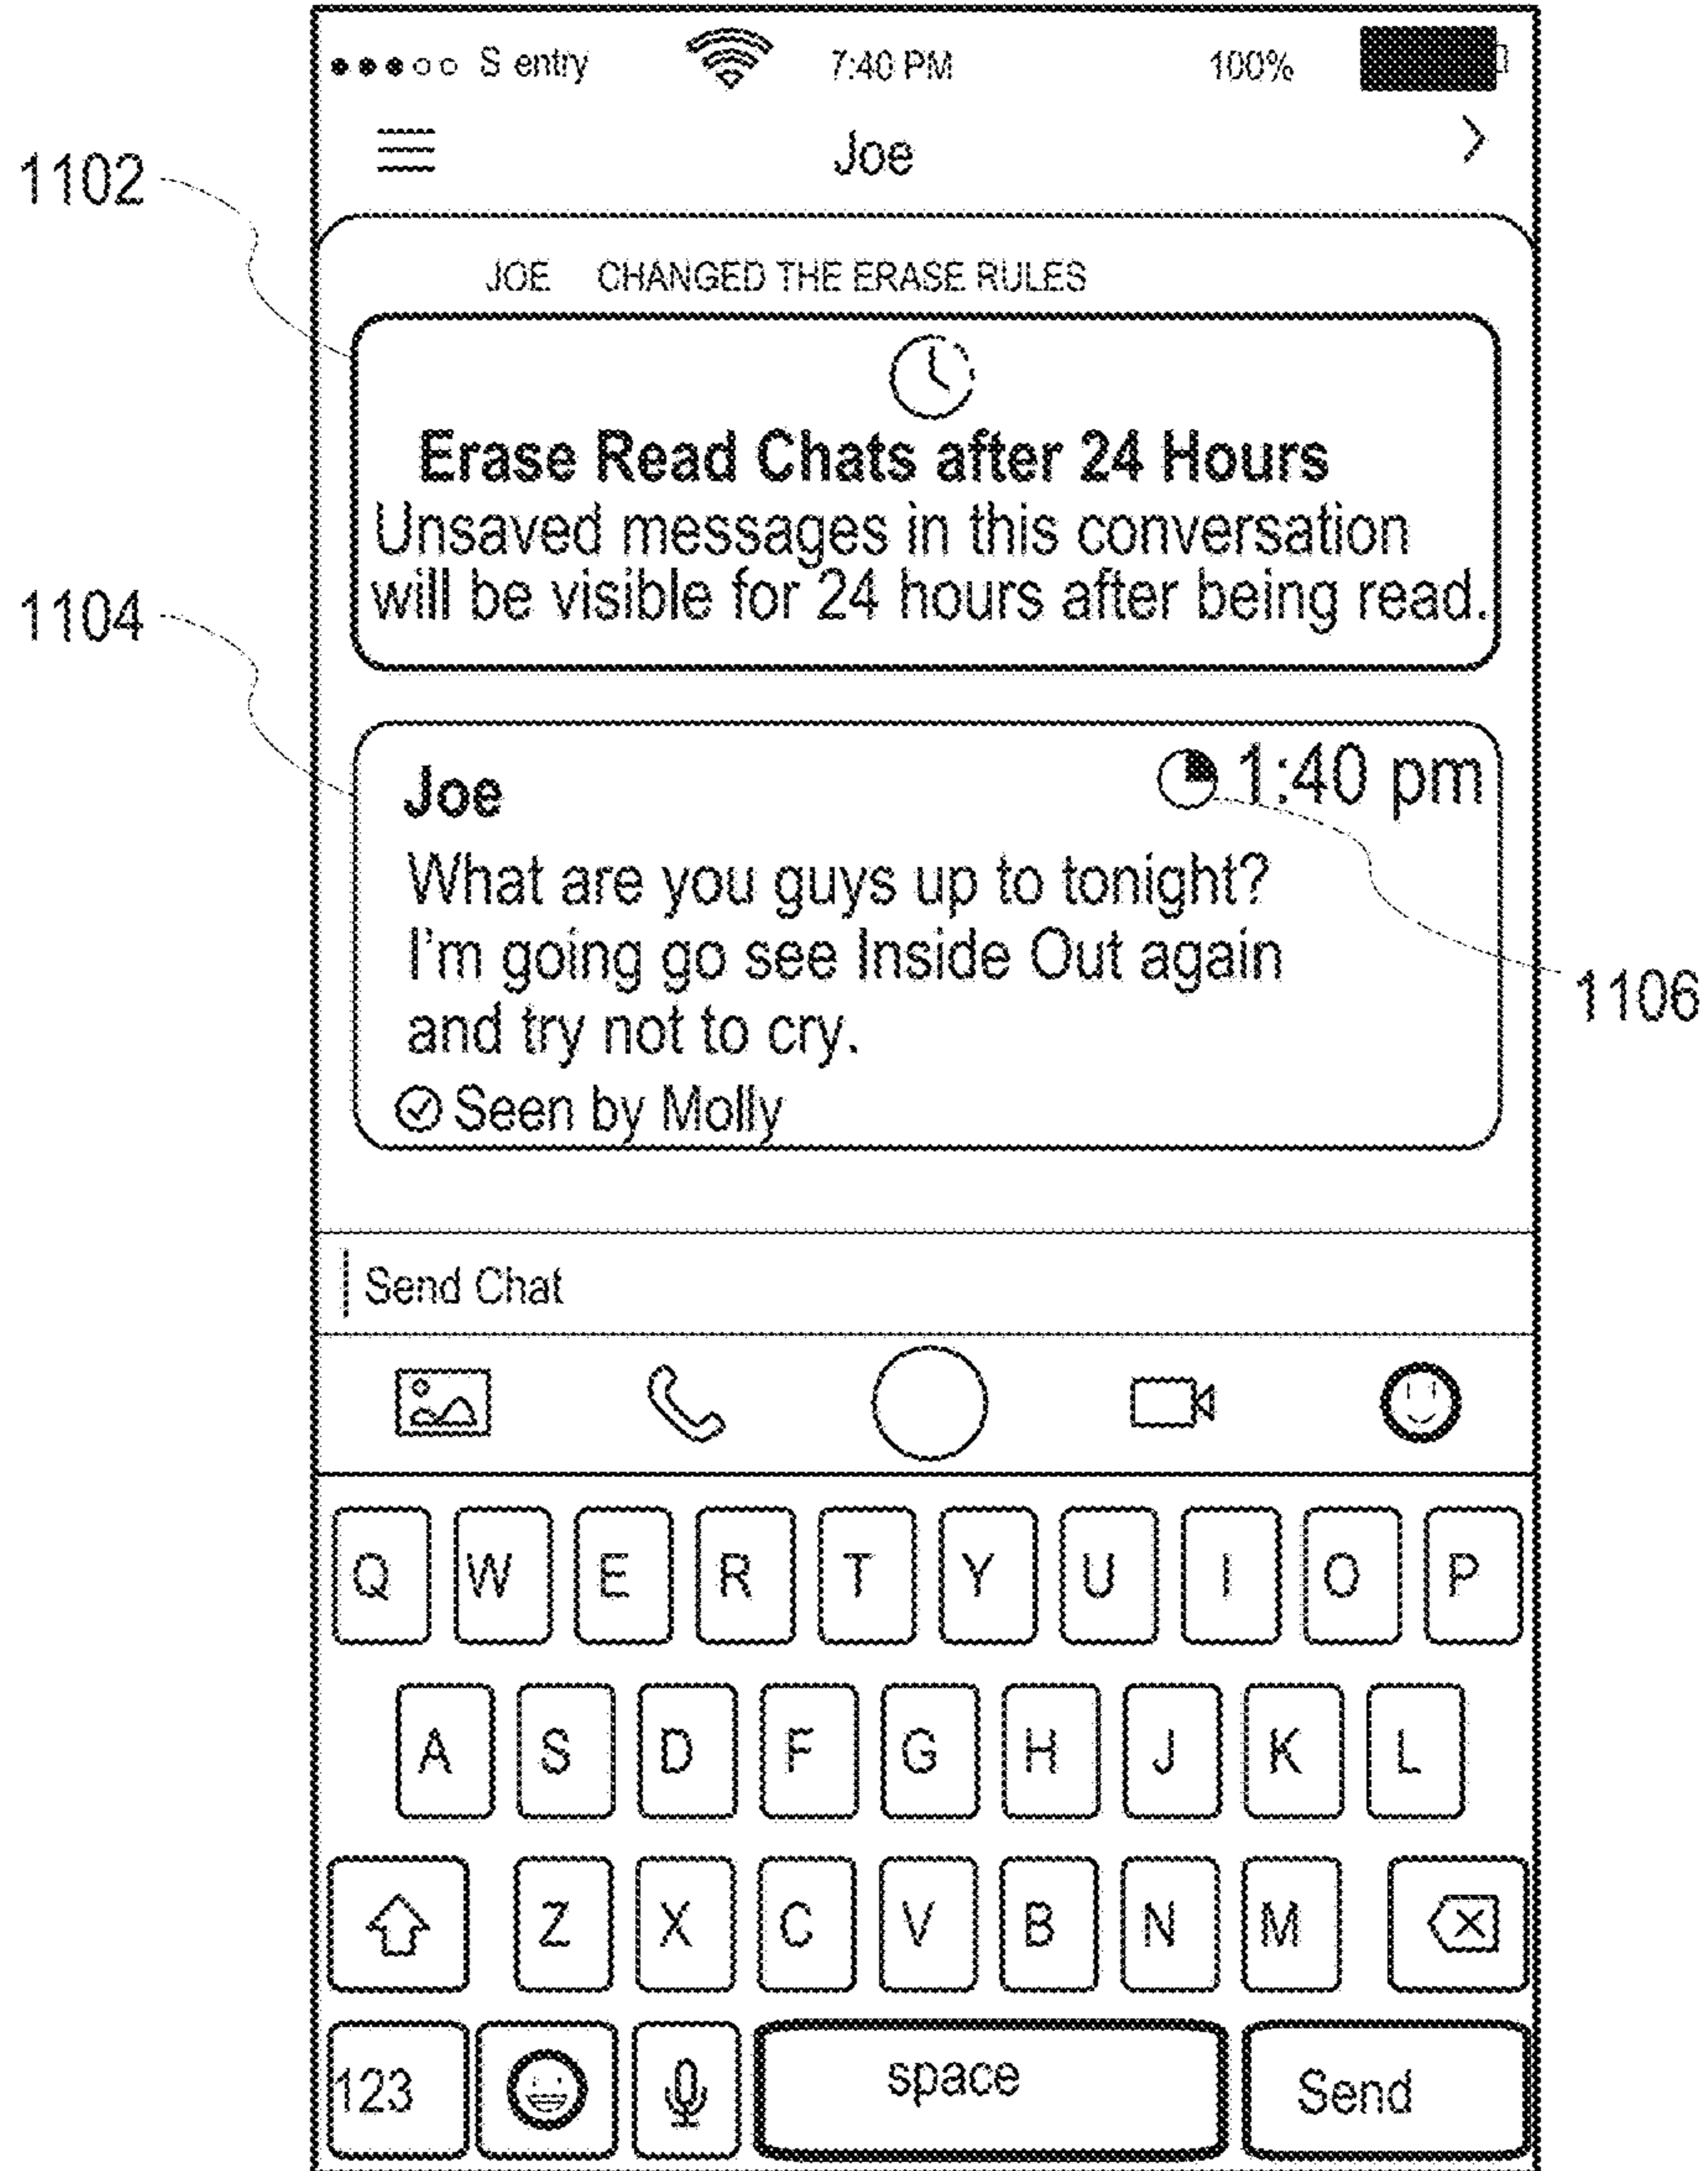 S entry 7:40 PM 100%
Joe
1102
JOE CHANGED THE ERASE RULES
Erase Read Chats after 24 Hours
Unsaved messages in this conversation
will be visible for 24 hours after being read.
1104
Joe 1:40 pm
What are you guys up to tonight?
I'm going go see Inside Out again
and try not to cry.
1106
Seen by Molly
Send Chat
Q W E R T Y U I O P
A S D F G H J K L
Z X C V B N M
123 space Send